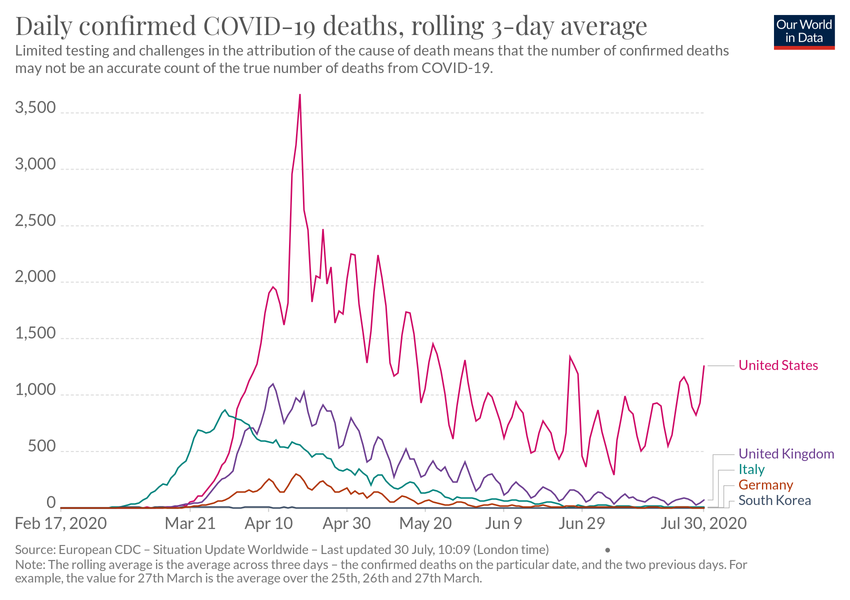 Daily confirmed COVID-19 deaths, rolling 3-day average
Our World
in Data
Limited testing and challenges in the attribution of the cause of death means that the number of confirmed deaths
may not be an accurate count of the true number of deaths from COVID-19.
3,500
3,000
2,500
2,000
1,500
1,000
500
0
United States
United Kingdom
Italy
Germany
South Korea
Feb 17, 2020
Mar 21
Apr 10
Apr 30
May 20
Jun 9
Jun 29
Jul 30, 2020
Source: European CDC – Situation Update Worldwide – Last updated 30 July, 10:09 (London time)
Note: The rolling average is the average across three days – the confirmed deaths on the particular date, and the two previous days. For
example, the value for 27th March is the average over the 25th, 26th and 27th March.